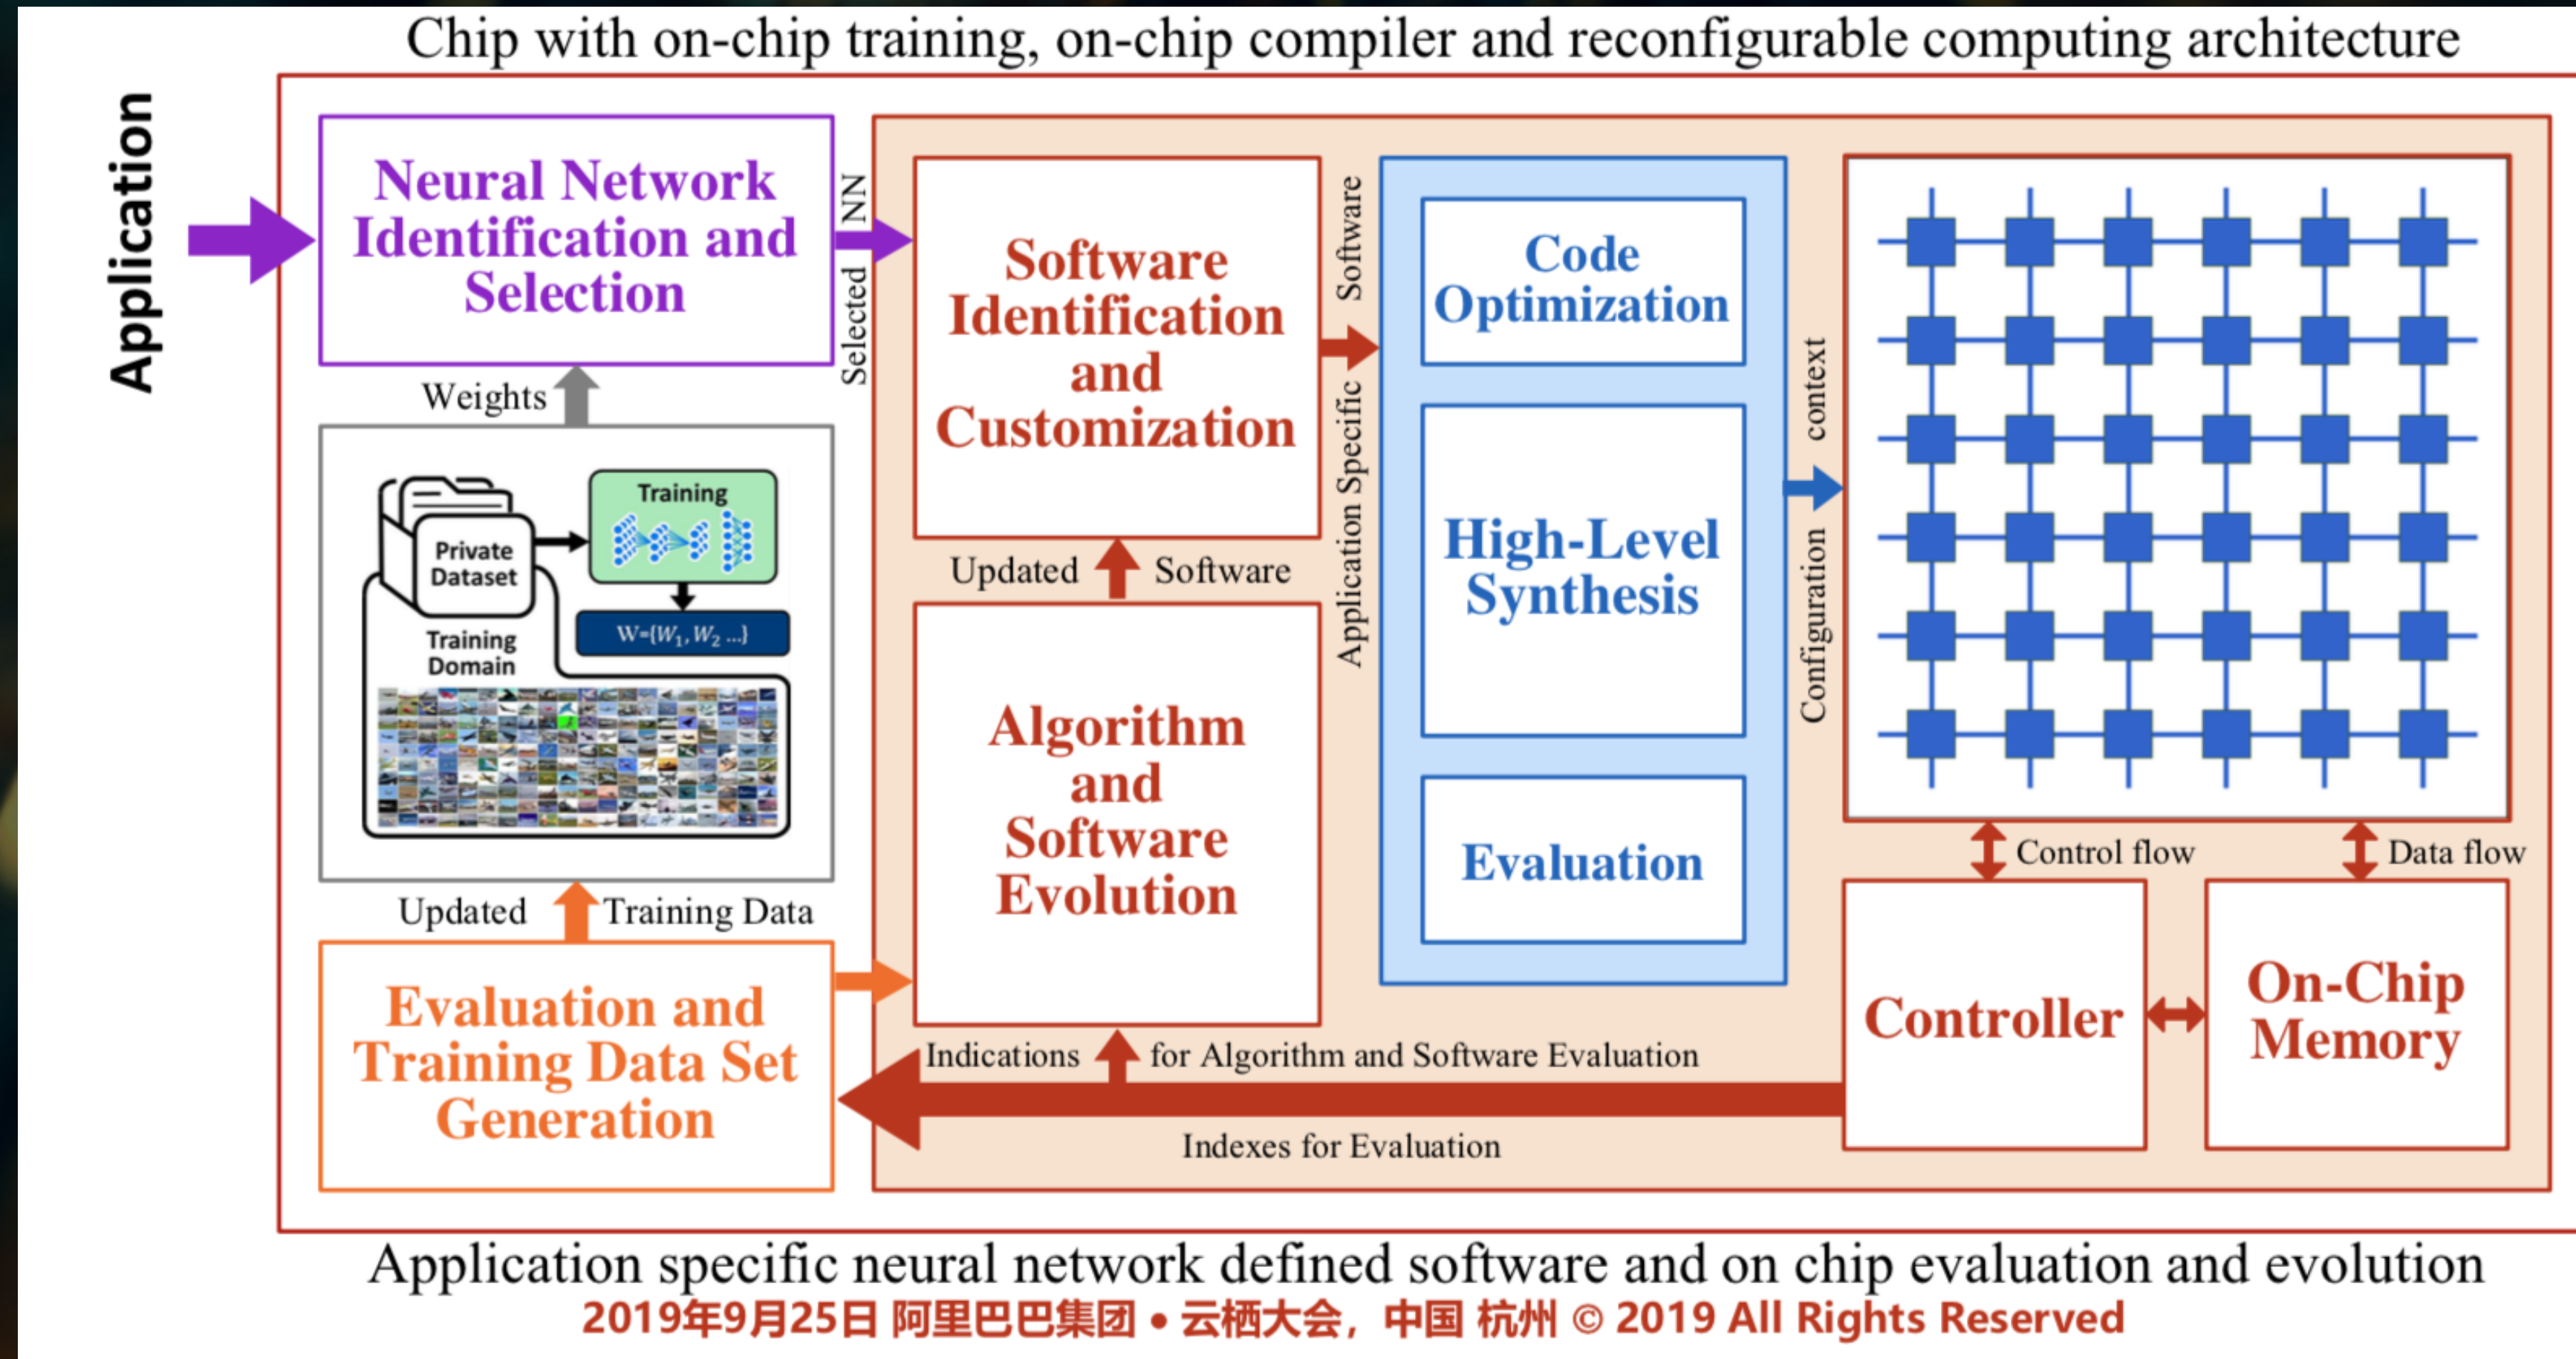 Chip with on-chip training, on-chip compiler and reconfigurable computing architecture
Application
Neural Network
Identification and
Selection
Selected NN
Weights
Private
Dataset
Training
W={W₁, W₂ ...}
Training
Domain
Updated Training Data
Evaluation and
Training Data Set
Generation
Software
Identification
and
Customization
Updated Software
Algorithm
and
Software
Evolution
Application Specific Software
Code
Optimization
High-Level
Synthesis
Evaluation
Configuration context
Control flow
Data flow
Controller
On-Chip
Memory
Indications for Algorithm and Software Evaluation
Indexes for Evaluation
Application specific neural network defined software and on chip evaluation and evolution
2019年9月25日 阿里巴巴集团 • 云栖大会，中国 杭州 © 2019 All Rights Reserved